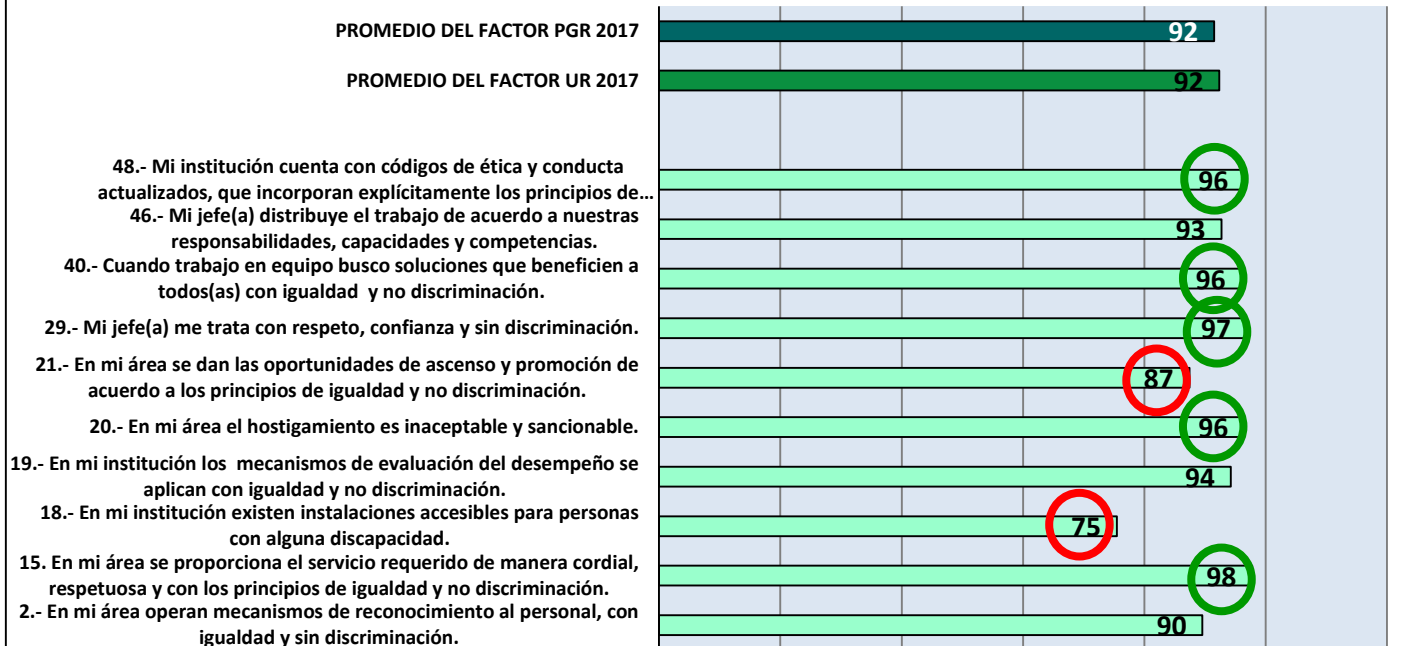 PROMEDIO DEL FACTOR PGR 2017
92
PROMEDIO DEL FACTOR UR 2017
92
48.- Mi institución cuenta con códigos de ética y conducta
actualizados, que incorporan explícitamente los principios de...
96
46.- Mi jefe(a) distribuye el trabajo de acuerdo a nuestras
responsabilidades, capacidades y competencias.
93
40.- Cuando trabajo en equipo busco soluciones que beneficien a
todos(as) con igualdad y no discriminación.
96
29.- Mi jefe(a) me trata con respeto, confianza y sin discriminación.
97
21.- En mi área se dan las oportunidades de ascenso y promoción de
acuerdo a los principios de igualdad y no discriminación.
87
20.- En mi área el hostigamiento es inaceptable y sancionable.
96
19.- En mi institución los mecanismos de evaluación del desempeño se
aplican con igualdad y no discriminación.
94
18.- En mi institución existen instalaciones accesibles para personas
con alguna discapacidad.
75
15. En mi área se proporciona el servicio requerido de manera cordial,
respetuosa y con los principios de igualdad y no discriminación.
98
2.- En mi área operan mecanismos de reconocimiento al personal, con
igualdad y sin discriminación.
90